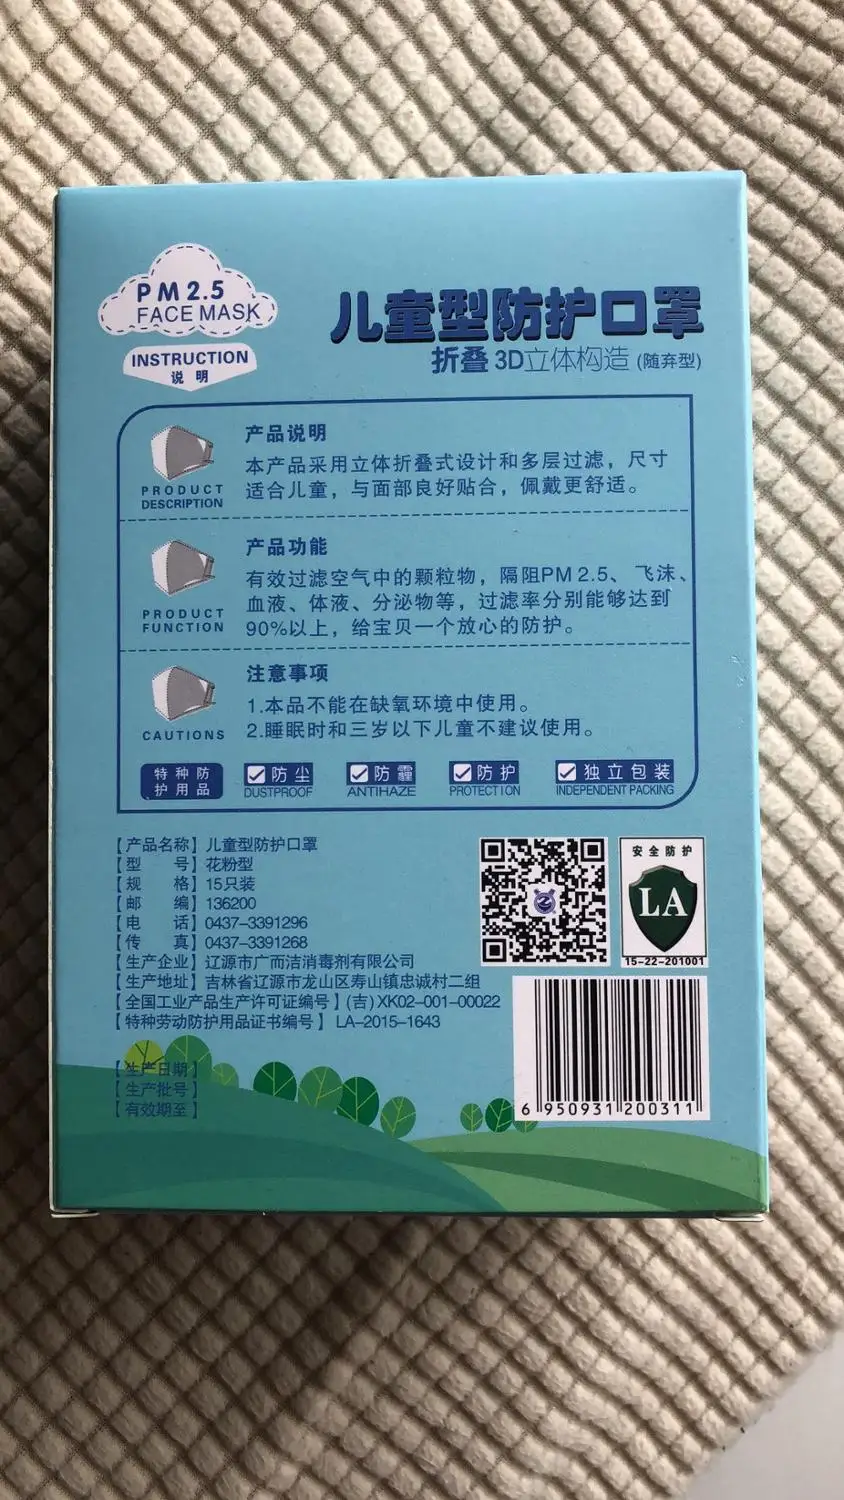 PM2.5
FACE MASK
INSTRUCTION
说 明
儿童型防护口罩
折叠 3D立体构造 (随弃型)
PRODUCT
DESCRIPTION
产品说明
本产品采用立体折叠式设计和多层过滤，尺寸
适合儿童，与面部良好贴合，佩戴更舒适。
PRODUCT
FUNCTION
产品功能
有效过滤空气中的颗粒物，隔阻PM 2.5、飞沫、
血液、体液、分泌物等，过滤率分别能够达到
90%以上，给宝贝一个放心的防护。
CAUTIONS
注意事项
1.本品不能在缺氧环境中使用。
2.睡眠时和三岁以下儿童不建议使用。
特种防
护用品
防尘
DUSTPROOF
防霾
ANTIHAZE
防护
PROTECTION
独立包装
INDEPENDENT PACKING
【产品名称】儿童型防护口罩
【型 号】花粉型
【规 格】15只装
【邮 编】136200
【电 话】0437-3391296
【传 真】0437-3391268
【生产企业】辽源市广而洁消毒剂有限公司
【生产地址】吉林省辽源市龙山区寿山镇忠诚村二组
【全国工业产品生产许可证编号】(吉)XK02-001-00022
【特种劳动防护用品证书编号】LA-2015-1643
【生产日期】
【生产批号】
【有效期至】
安全防护
LA
15-22-201001
6 950931 200311